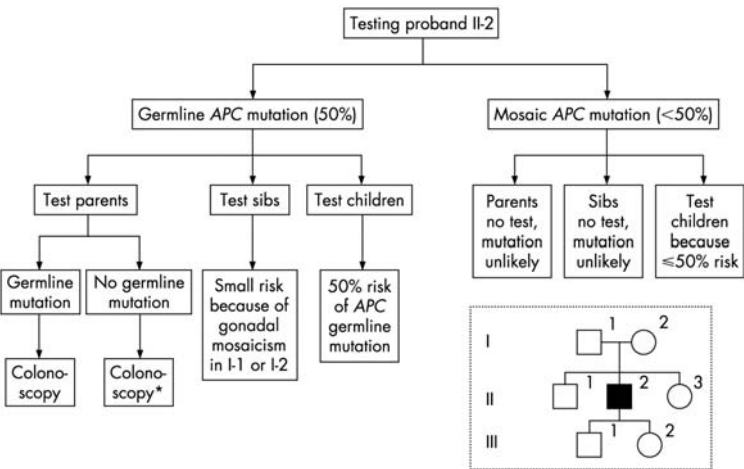 Testing proband II-2
Germline APC mutation (50%)
Mosaic APC mutation (<50%)
Test parents
Test sibs
Test children
Parents
no test,
mutation
unlikely
Sibs
no test,
mutation
unlikely
Test
children
because
⩽50% risk
Germline
mutation
No germline
mutation
Small risk
because of
gonadal
mosaicism
in I-1 or I-2
50% risk
of APC
germline
mutation
Colono-
scopy
Colono-
scopy*
I
1
2
II
1
2
3
III
1
2